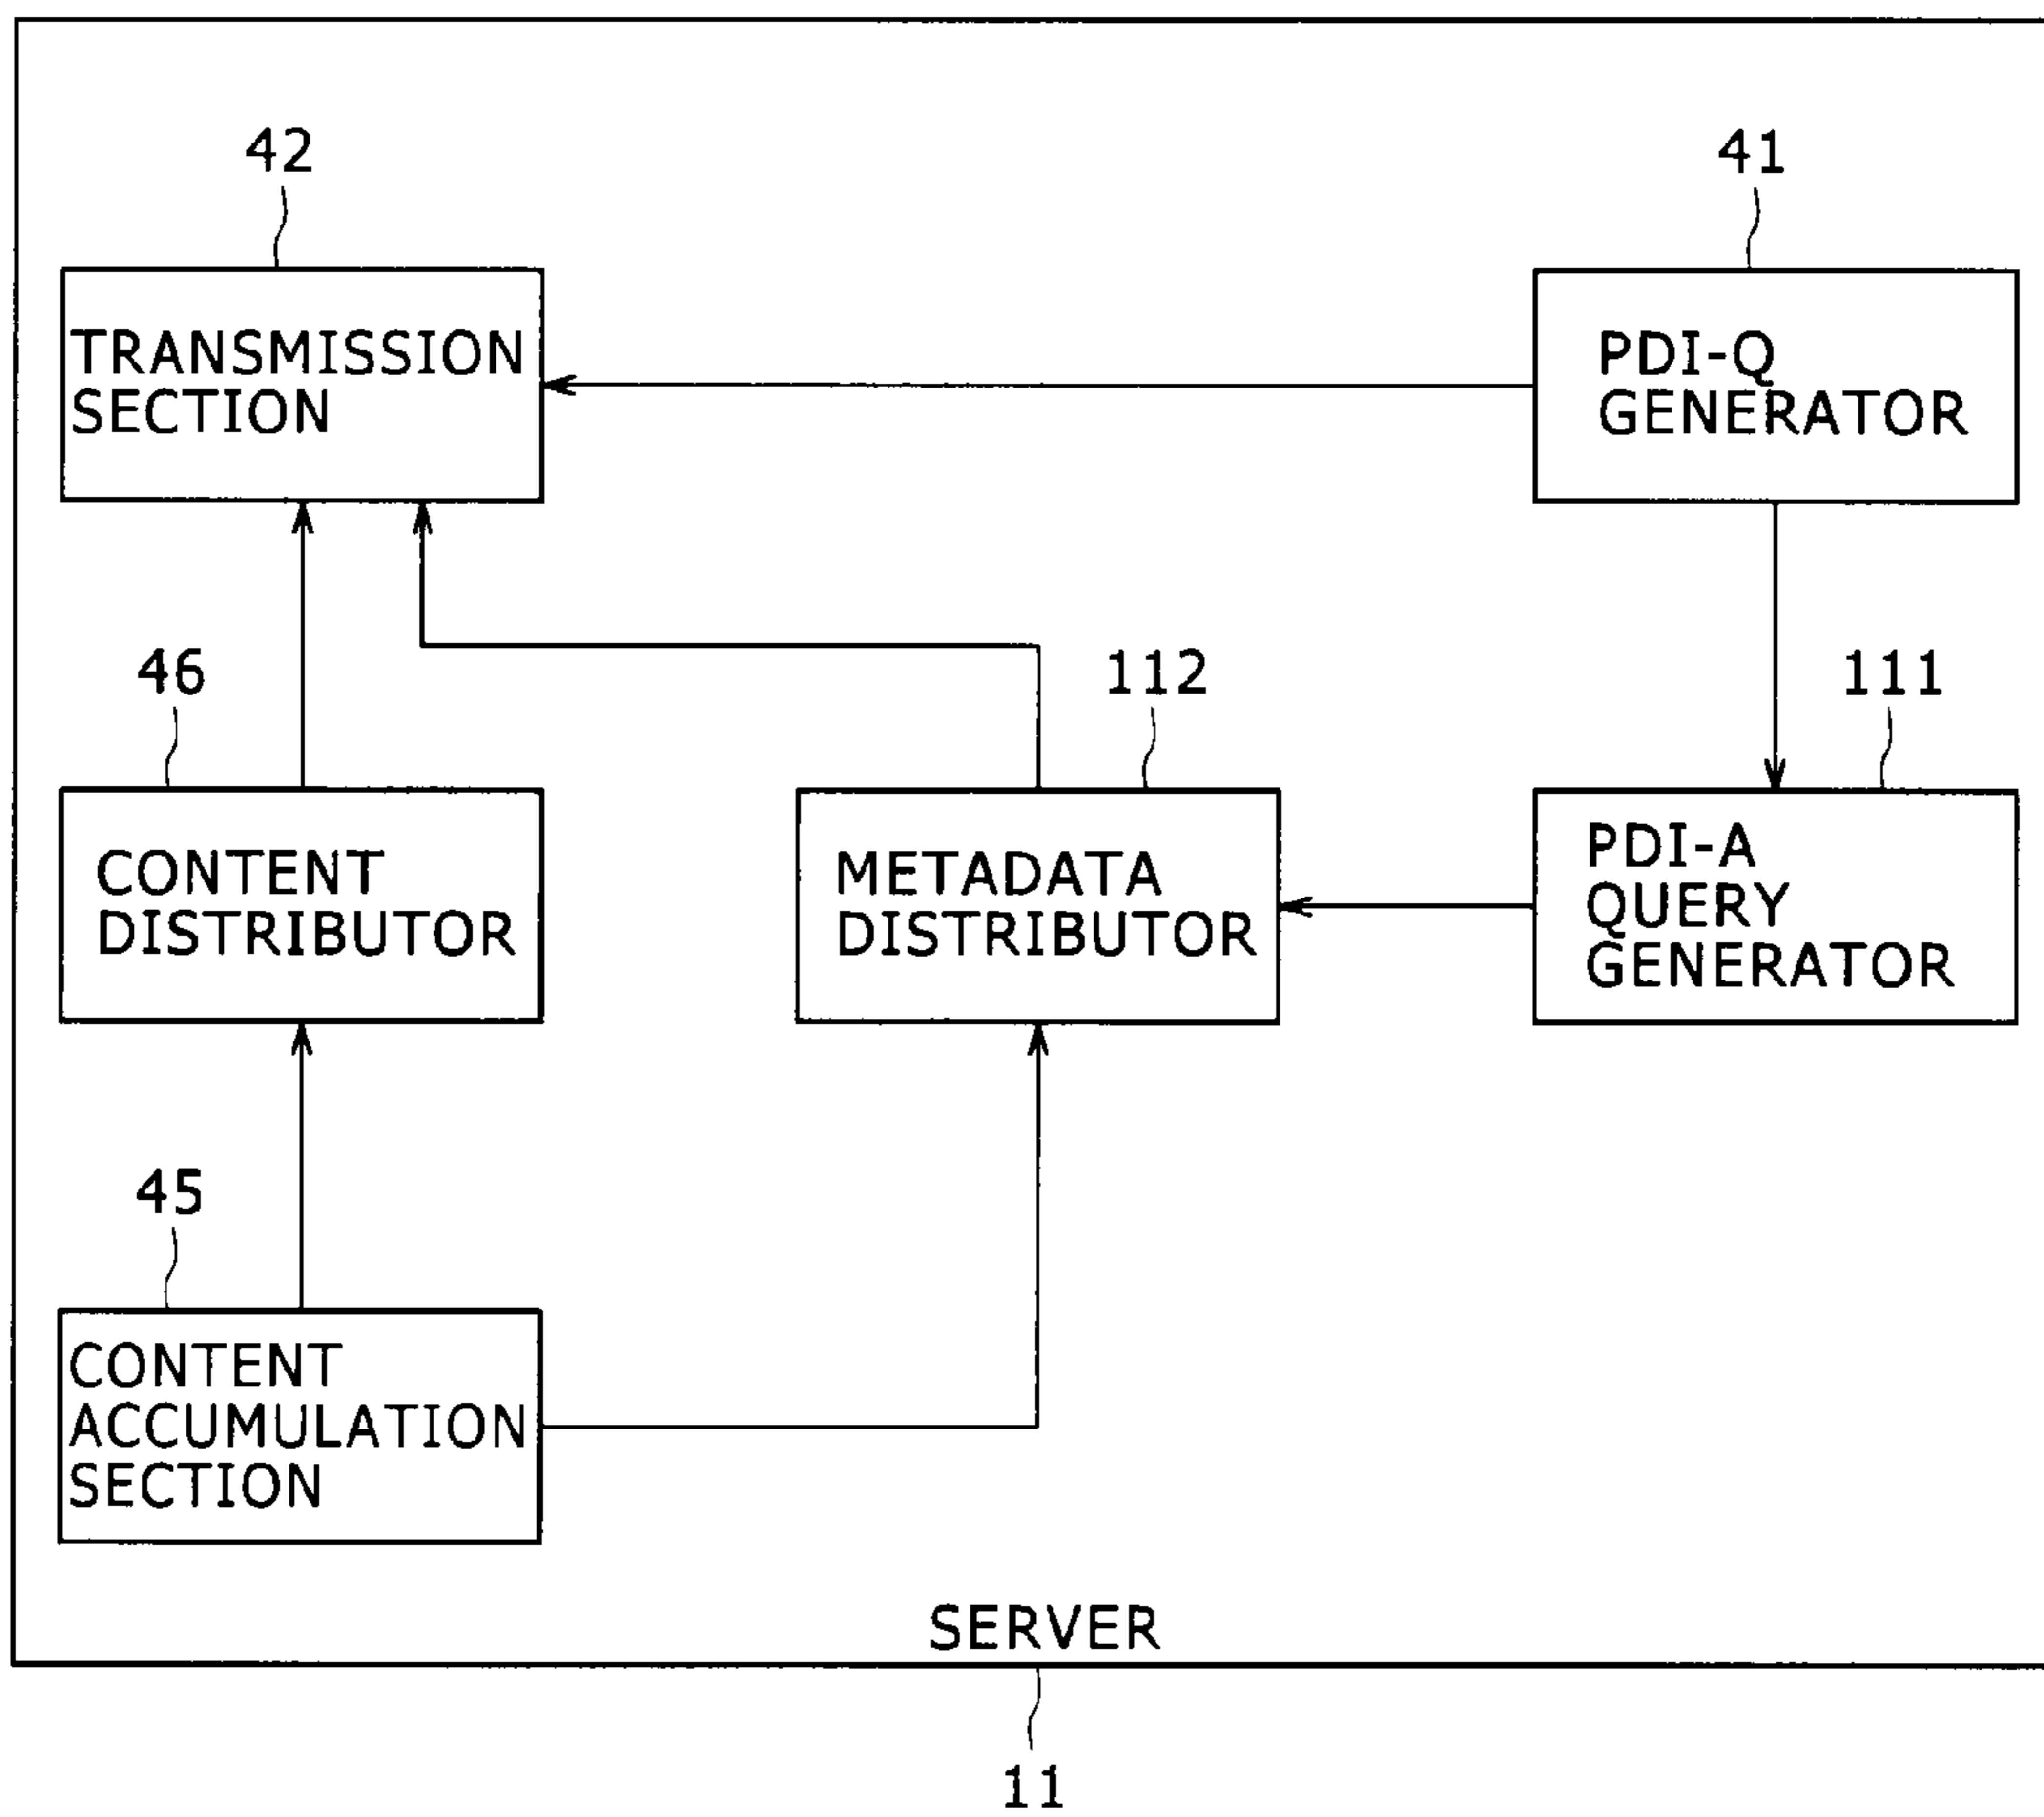 42
41
TRANSMISSION
SECTION
PDI-Q
GENERATOR
46
112
111
CONTENT
DISTRIBUTOR
METADATA
DISTRIBUTOR
PDI-A
QUERY
GENERATOR
45
CONTENT
ACCUMULATION
SECTION
SERVER
11